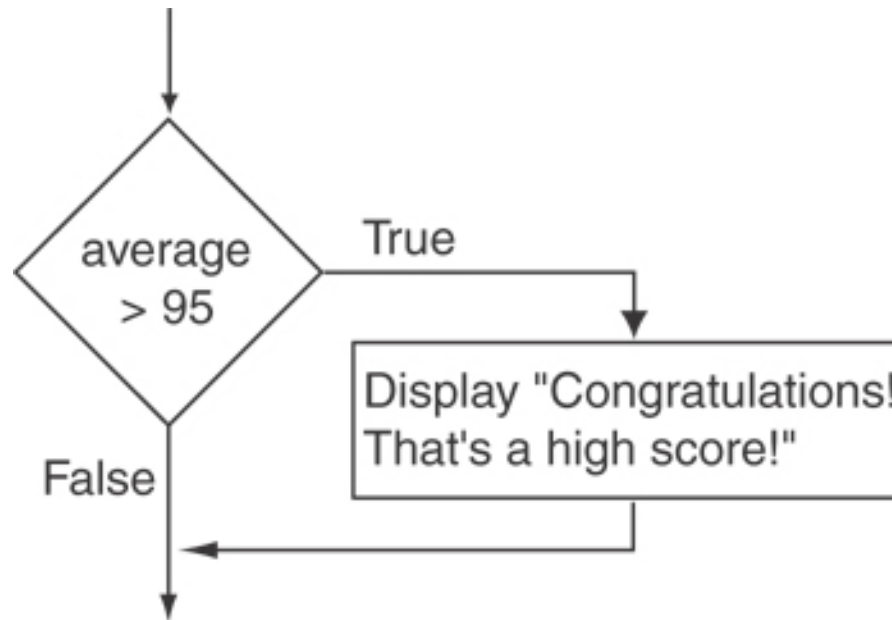 average
> 95
True
Display "Congratulations!
That's a high score!"
False